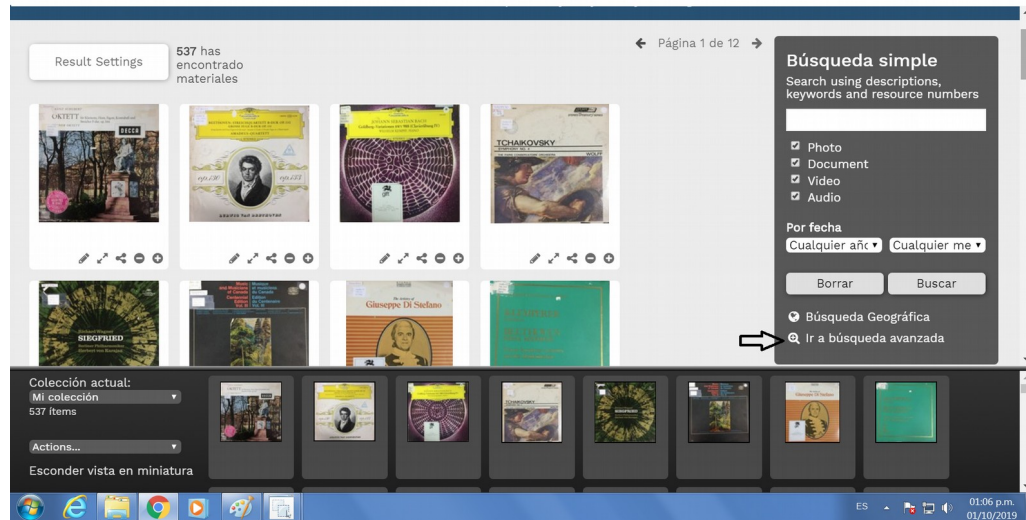 Result Settings
537 has
encontrado
materiales
Página 1 de 12
OKTETT
DECCA
TCHAIKOVSKY
WOLFF
SIEGFRIED
Giuseppe Di Stefano
Búsqueda simple
Search using descriptions,
keywords and resource numbers
Photo
Document
Video
Audio
Por fecha
Cualquier añc
Cualquier me
Borrar
Buscar
Búsqueda Geográfica
Ir a búsqueda avanzada
Colección actual:
Mi colección
537 ítems
Actions...
Esconder vista en miniatura
ES
01:06 p.m.
01/10/2019